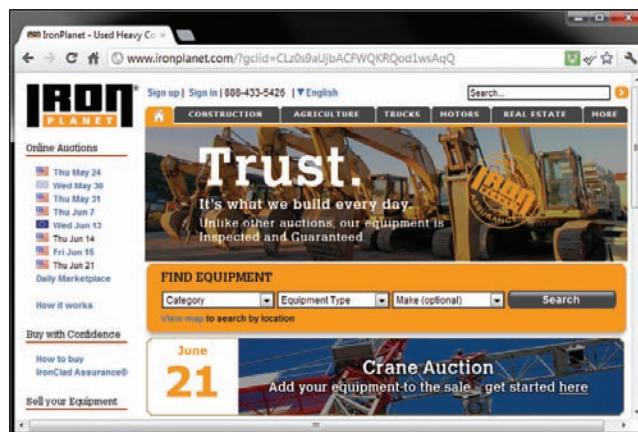 IronPlanet - Used Heavy Co
www.ironplanet.com/?gclid=CLz0s9aUjbACFWQKRQod1wsAqQ
IRON
PLANET
Sign up | Sign in | 888-433-5426 | ▼ English
Search...
CONSTRUCTION AGRICULTURE TRUCKS MOTORS REAL ESTATE MORE
Online Auctions
Thu May 24
Wed May 30
Thu May 31
Thu Jun 7
Wed Jun 13
Thu Jun 14
Fri Jun 15
Thu Jun 21
Daily Marketplace
How it works
Buy with Confidence
How to buy
IronClad Assurance®
Sell your Equipment
Trust.
It's what we build every day.
Unlike other auctions, our equipment is
Inspected and Guaranteed.
IRON
ASSURANCE
FIND EQUIPMENT
Category Equipment Type Make (optional) Search
View map to search by location
June
21
Crane Auction
Add your equipment to the sale - get started here